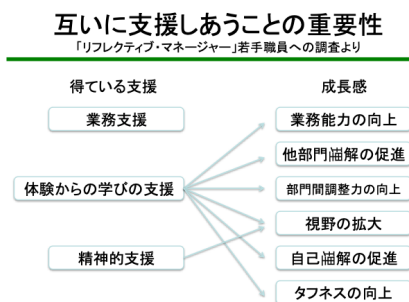 互いに支援しあうことの重要性
「リフレクティブ・マネージャー」若手職員への調査より
得ている支援
成長感
業務支援
業務能力の向上
他部門解の促進
体験からの学びの支援
部門間調整力の向上
視野の拡大
精神的支援
自己解の促進
タフネスの向上